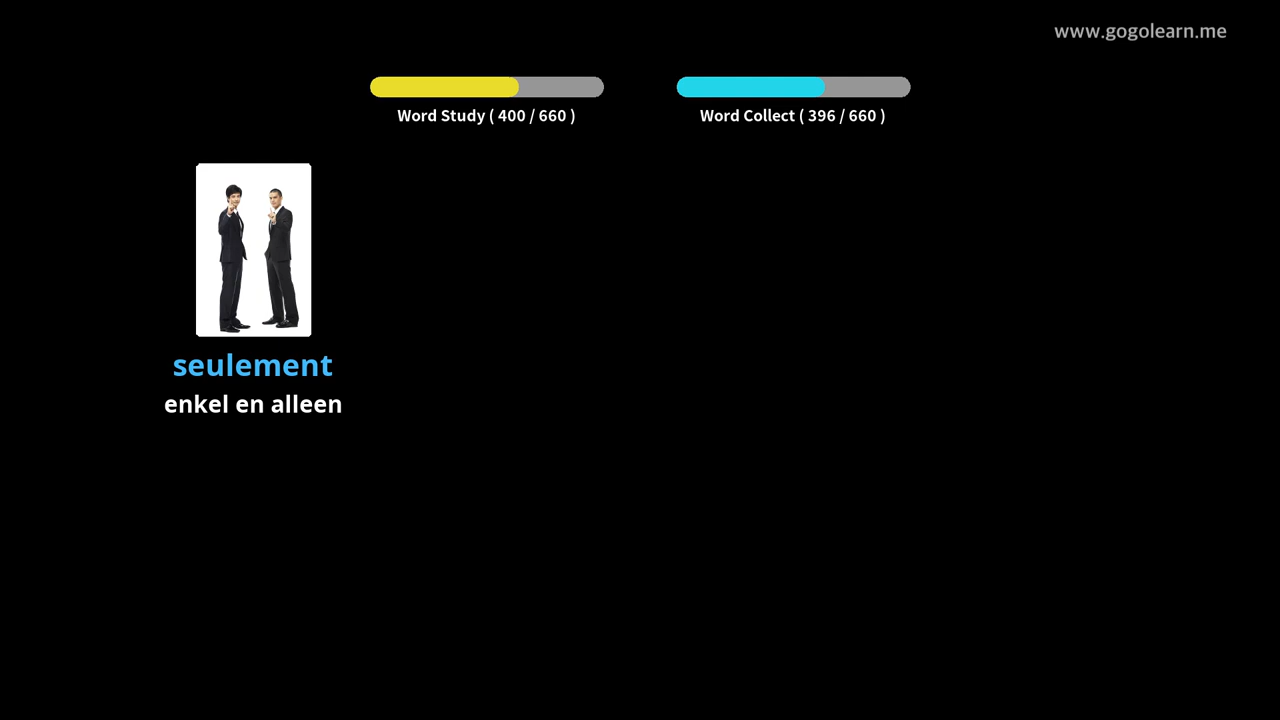 www.gogolearn.me
Word Study ( 400 / 660 )
Word Collect ( 396 / 660 )
seulement
enkel en alleen